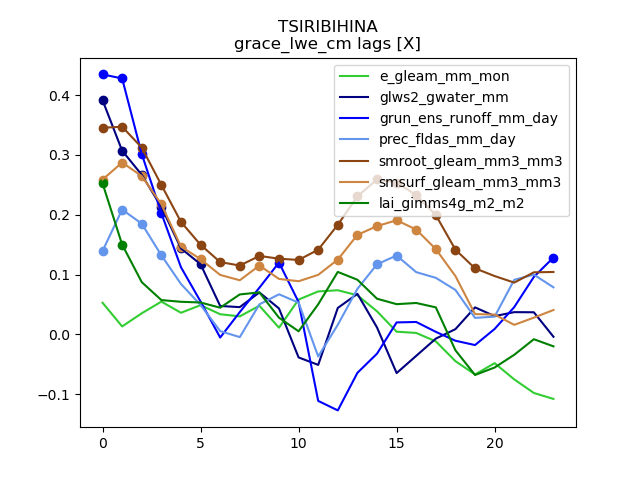 TSIRIBIHINA
grace_lwe_cm lags [X]
e_gleam_mm_mon
glws2_gwater_mm
grun_ens_runoff_mm_day
prec_fldas_mm_day
smroot_gleam_mm3_mm3
smsurf_gleam_mm3_mm3
lai_gimms4g_m2_m2
0.4
0.3
0.2
0.1
0.0
−0.1
0 5 10 15 20